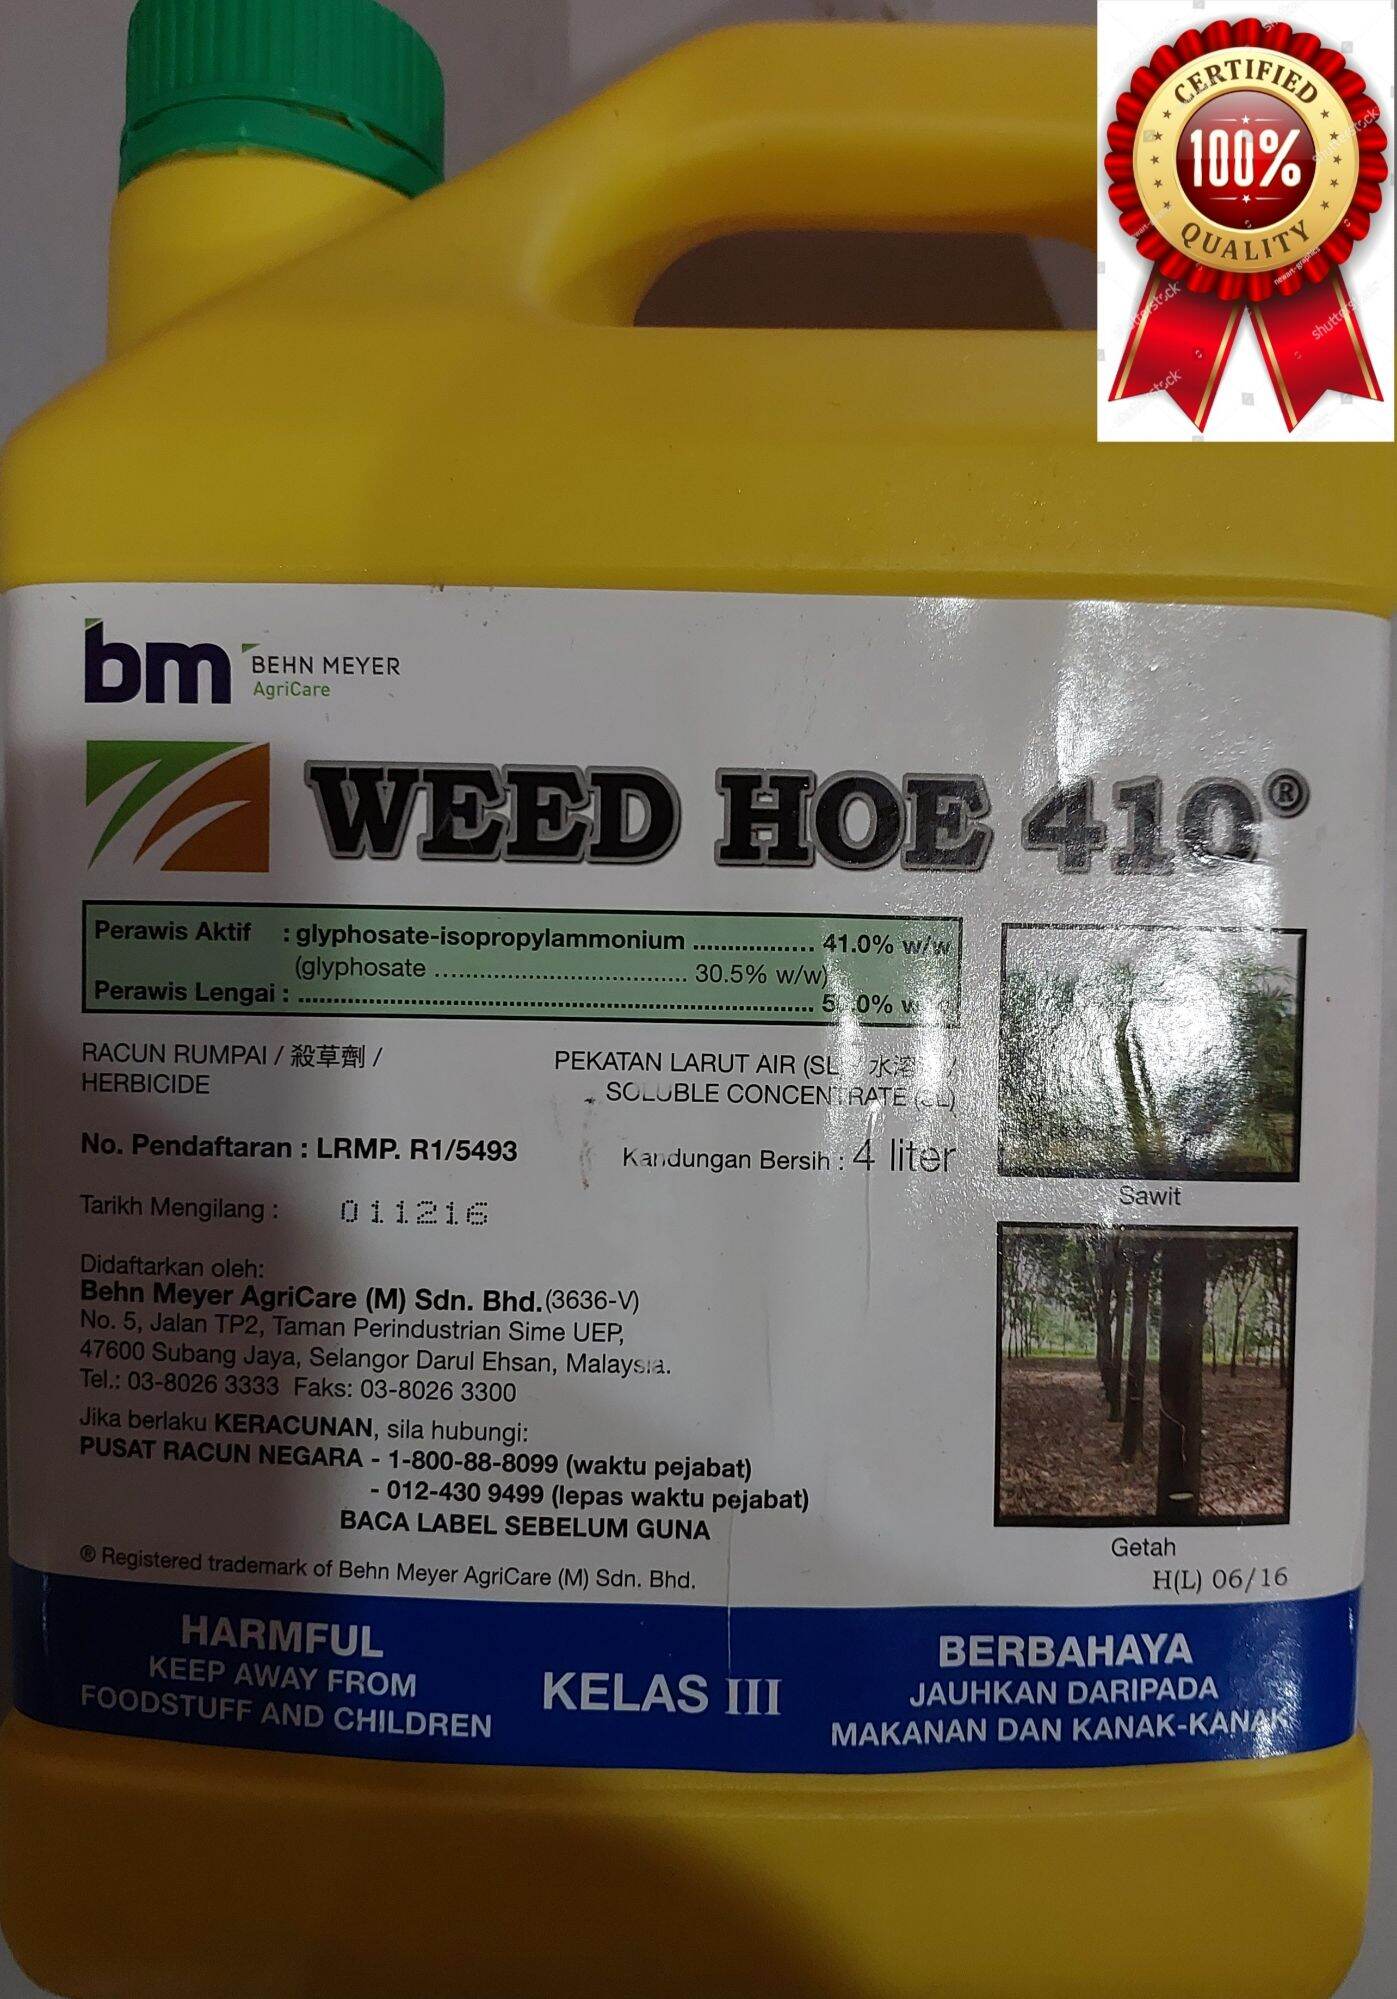 CERTIFIED
100%
QUALITY
shutterstock
bm BEHN MEYER
AgriCare
WEED HOE 410®
Perawis Aktif : glyphosate-isopropylammonium ................. 41.0% w/w
(glyphosate .................................. 30.5% w/w)
Perawis Lengai : ....................................................................
RACUN RUMPAI / 殺草劑 /
HERBICIDE
PEKATAN LARUT AIR (SL
SOLUBLE CONCENTRATE (SL)
No. Pendaftaran : LRMP. R1/5493
Kandungan Bersih : 4 liter
Tarikh Mengilang : 011216
Didaftarkan oleh:
Behn Meyer AgriCare (M) Sdn. Bhd. (3636-V)
No. 5, Jalan TP2, Taman Perindustrian Sime UEP,
47600 Subang Jaya, Selangor Darul Ehsan, Malaysia.
Tel.: 03-8026 3333 Faks: 03-8026 3300
Jika berlaku KERACUNAN, sila hubungi:
PUSAT RACUN NEGARA - 1-800-88-8099 (waktu pejabat)
- 012-430 9499 (lepas waktu pejabat)
BACA LABEL SEBELUM GUNA
® Registered trademark of Behn Meyer AgriCare (M) Sdn. Bhd.
Sawit
Getah
H(L) 06/16
HARMFUL
KEEP AWAY FROM
FOODSTUFF AND CHILDREN
KELAS III
BERBAHAYA
JAUHKAN DARIPADA
MAKANAN DAN KANAK-KANAK